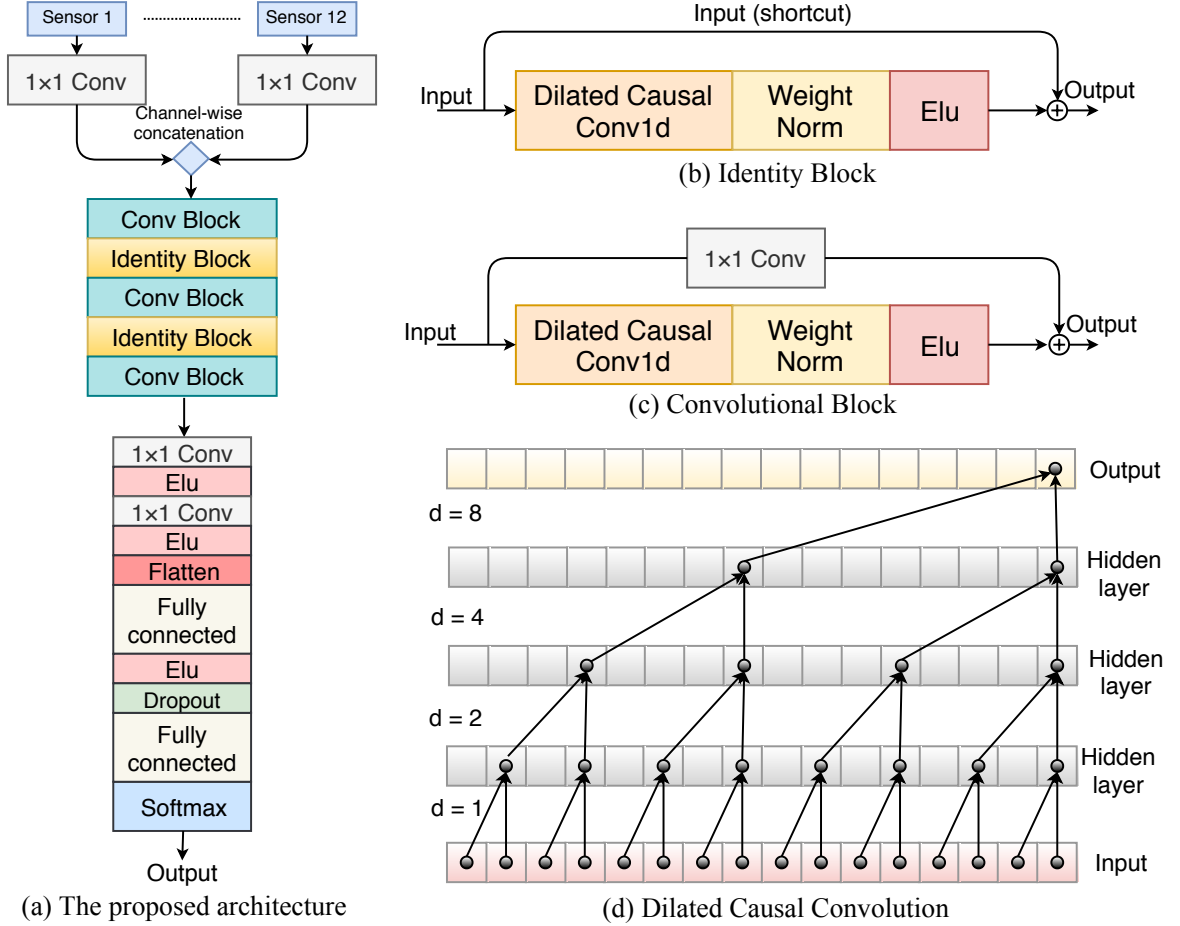 Sensor 1
Sensor 12
1×1 Conv
1×1 Conv
Channel-wise
concatenation
Conv Block
Identity Block
Conv Block
Identity Block
Conv Block
1×1 Conv
Elu
1×1 Conv
Elu
Flatten
Fully
connected
Elu
Dropout
Fully
connected
Softmax
Output
(a) The proposed architecture
Input (shortcut)
Input
Dilated Causal
Conv1d
Weight
Norm
Elu
Output
(b) Identity Block
1×1 Conv
Input
Dilated Causal
Conv1d
Weight
Norm
Elu
Output
(c) Convolutional Block
Output
d = 8
Hidden
layer
d = 4
Hidden
layer
d = 2
Hidden
layer
d = 1
Input
(d) Dilated Causal Convolution